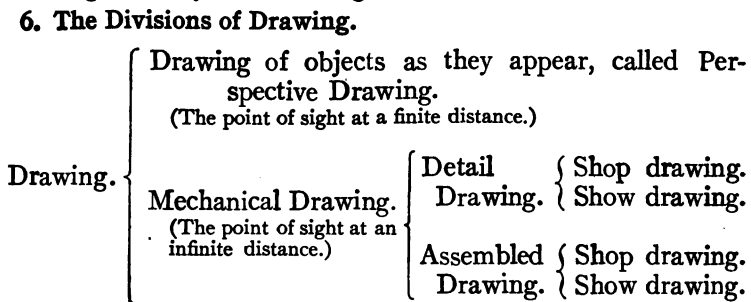 6. The Divisions of Drawing.
Drawing of objects as they appear, called Per-
spective Drawing.
(The point of sight at a finite distance.)
Drawing.
Mechanical Drawing.
(The point of sight at an
infinite distance.)
Detail
Drawing.
Shop drawing.
Show drawing.
Assembled
Drawing.
Shop drawing.
Show drawing.